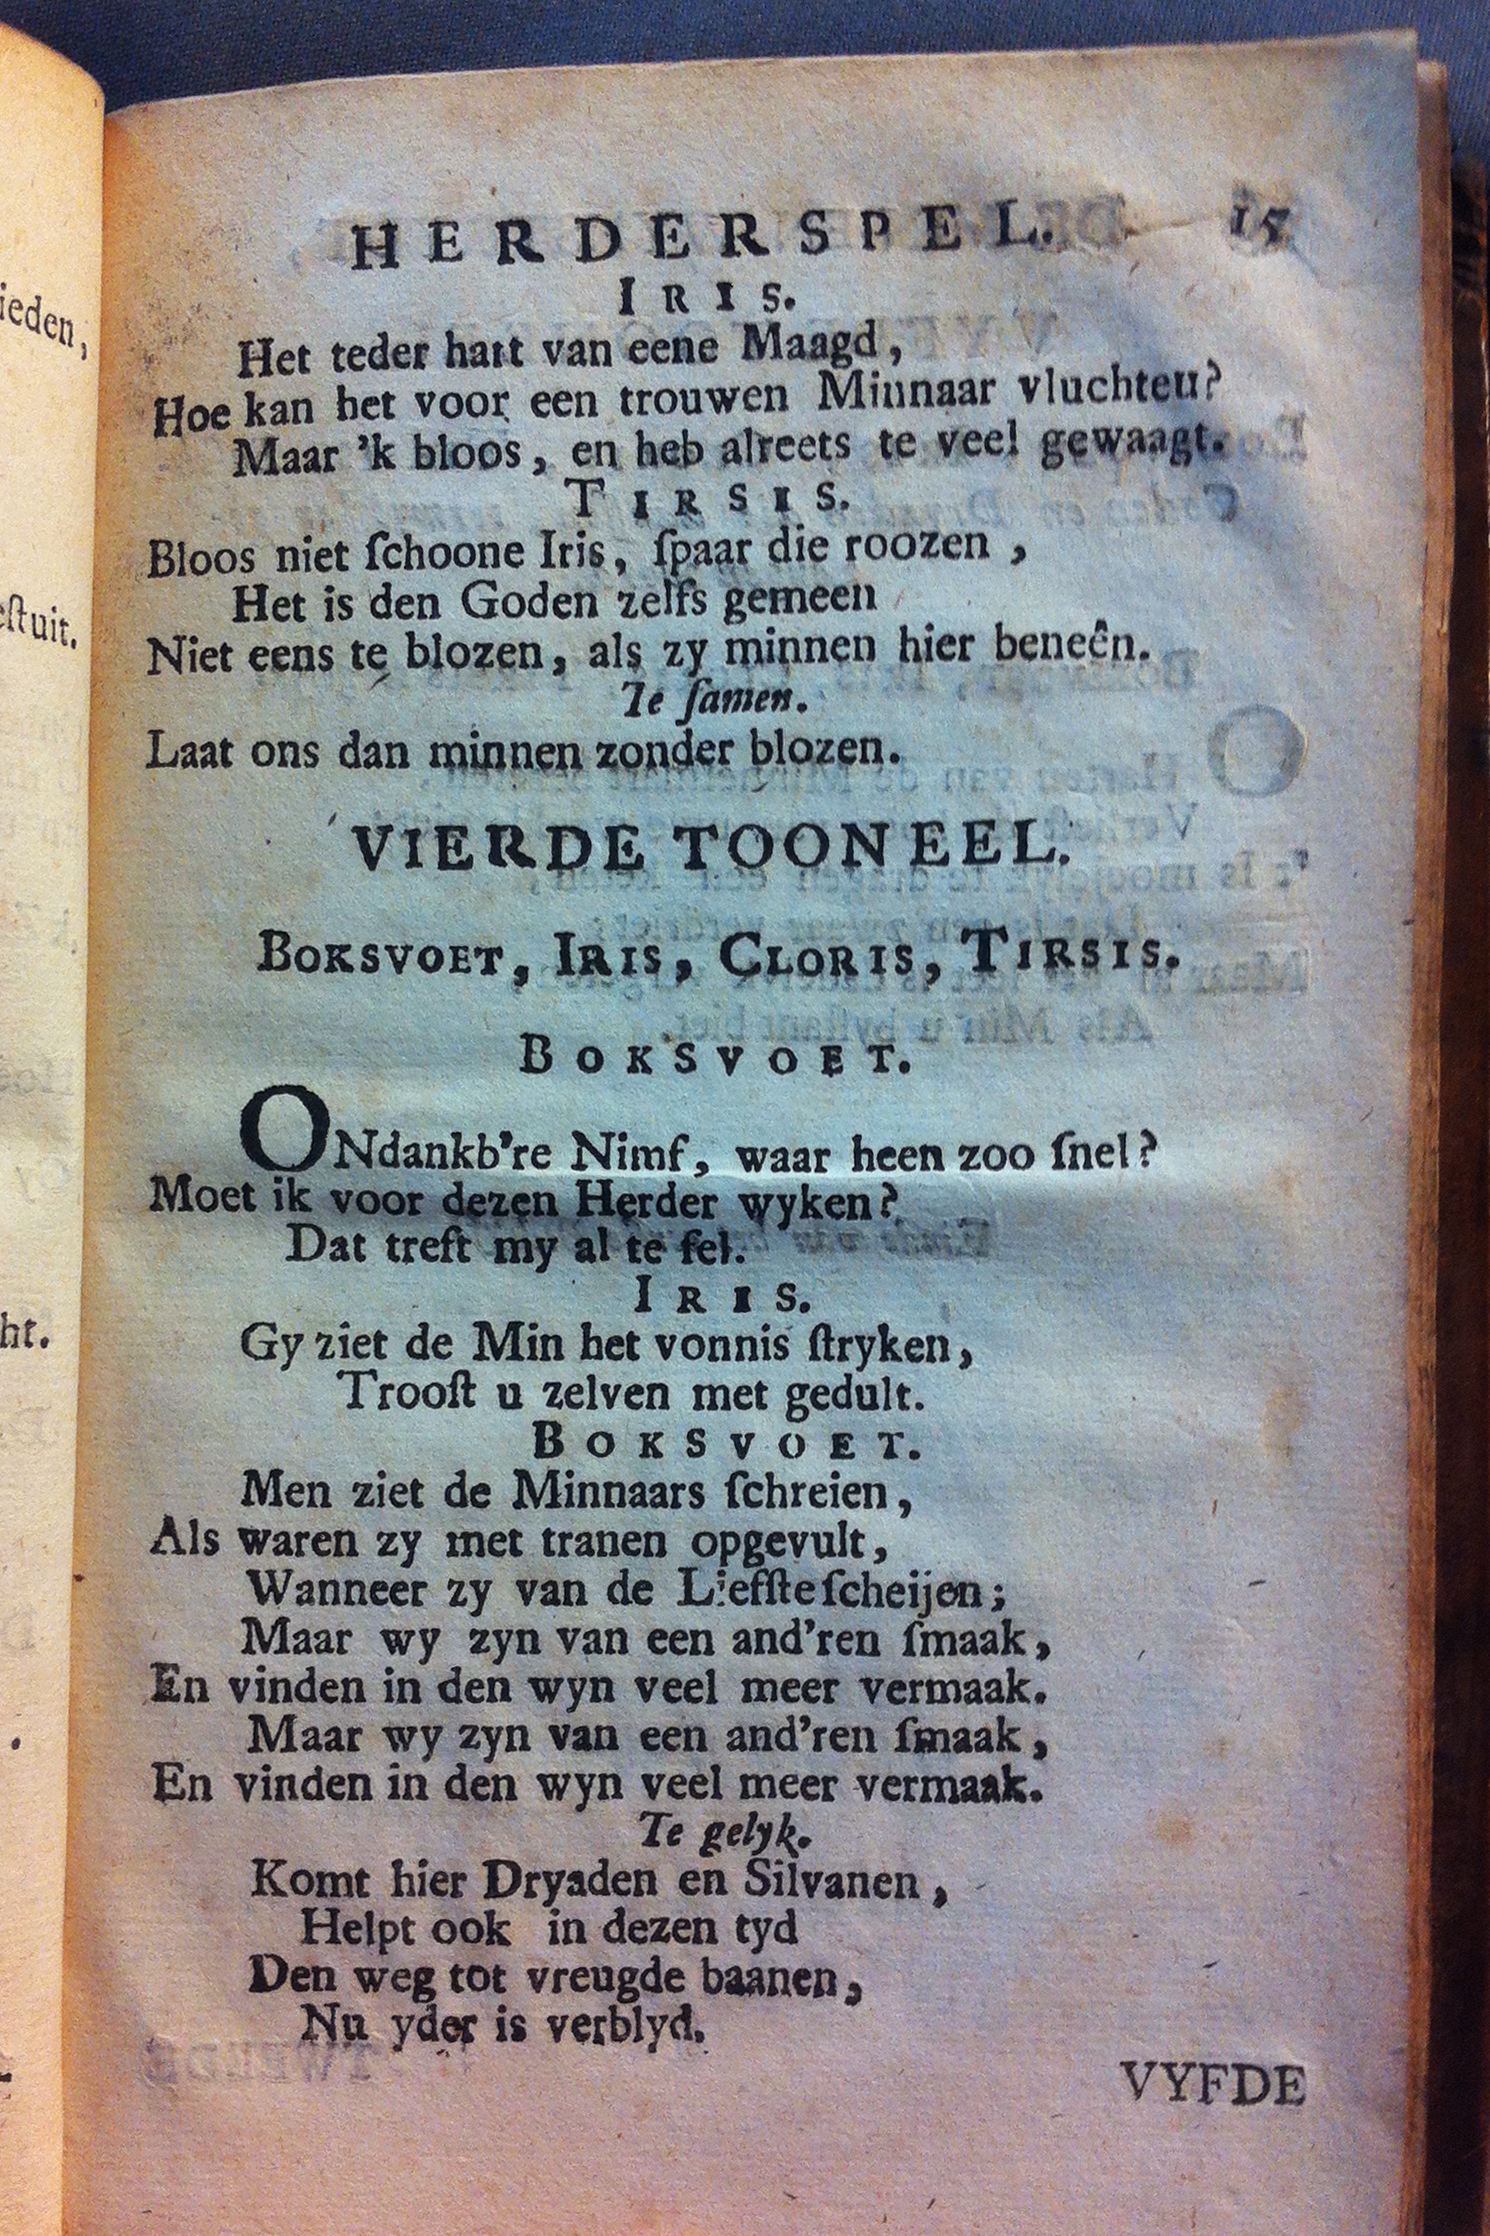 HERDERSPEL. 15
IRIS.
Het teder hart van eene Maagd,
Hoe kan het voor een trouwen Minnaar vluchten?
Maar 'k bloos, en heb alreets te veel gewaagt.
TIRSIS.
Bloos niet ſchoone Iris, ſpaar die roozen,
Het is den Goden zelfs gemeen
Niet eens te blozen, als zy minnen hier beneên.
Te ſamen.
Laat ons dan minnen zonder blozen.
VIERDE TOONEEL.
BOKSVOET, IRIS, CLORIS, TIRSIS.
BOKSVOET.
ONdankb're Nimf, waar heen zoo ſnel?
Moet ik voor dezen Herder wyken?
Dat treft my al te fel.
IRIS.
Gy ziet de Min het vonnis ſtryken,
Trooſt u zelven met gedult.
BOKSVOET.
Men ziet de Minnaars ſchreien,
Als waren zy met tranen opgevult,
Wanneer zy van de Liefſte ſcheijen;
Maar wy zyn van een and'ren ſmaak,
En vinden in den wyn veel meer vermaak.
Maar wy zyn van een and'ren ſmaak,
En vinden in den wyn veel meer vermaak.
Te gelyk.
Komt hier Dryaden en Silvanen,
Helpt ook in dezen tyd
Den weg tot vreugde baanen,
Nu yder is verblyd.
VYFDE